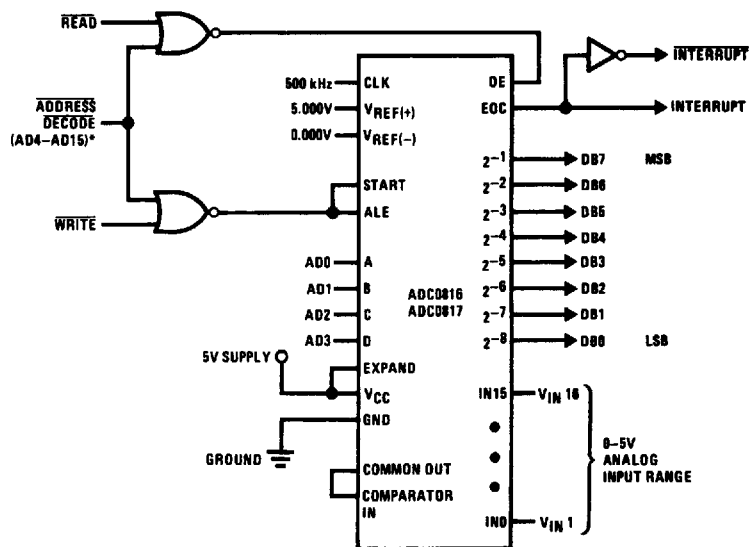 READ
ADDRESS
DECODE
(AD4–AD15)*
WRITE
500 kHz
5.000V
0.000V
AD0
AD1
AD2
AD3
5V SUPPLY
GROUND
CLK
VREF(+)
VREF(−)
START
ALE
A
B
C
D
EXPAND
VCC
GND
COMMON OUT
COMPARATOR
IN
ADC0816
ADC0817
OE
EOC
2−1
2−2
2−3
2−4
2−5
2−6
2−7
2−8
IN15
IN0
INTERRUPT
INTERRUPT
DB7 MSB
DB6
DB5
DB4
DB3
DB2
DB1
DB0 LSB
VIN 16
0–5V
ANALOG
INPUT RANGE
VIN 1